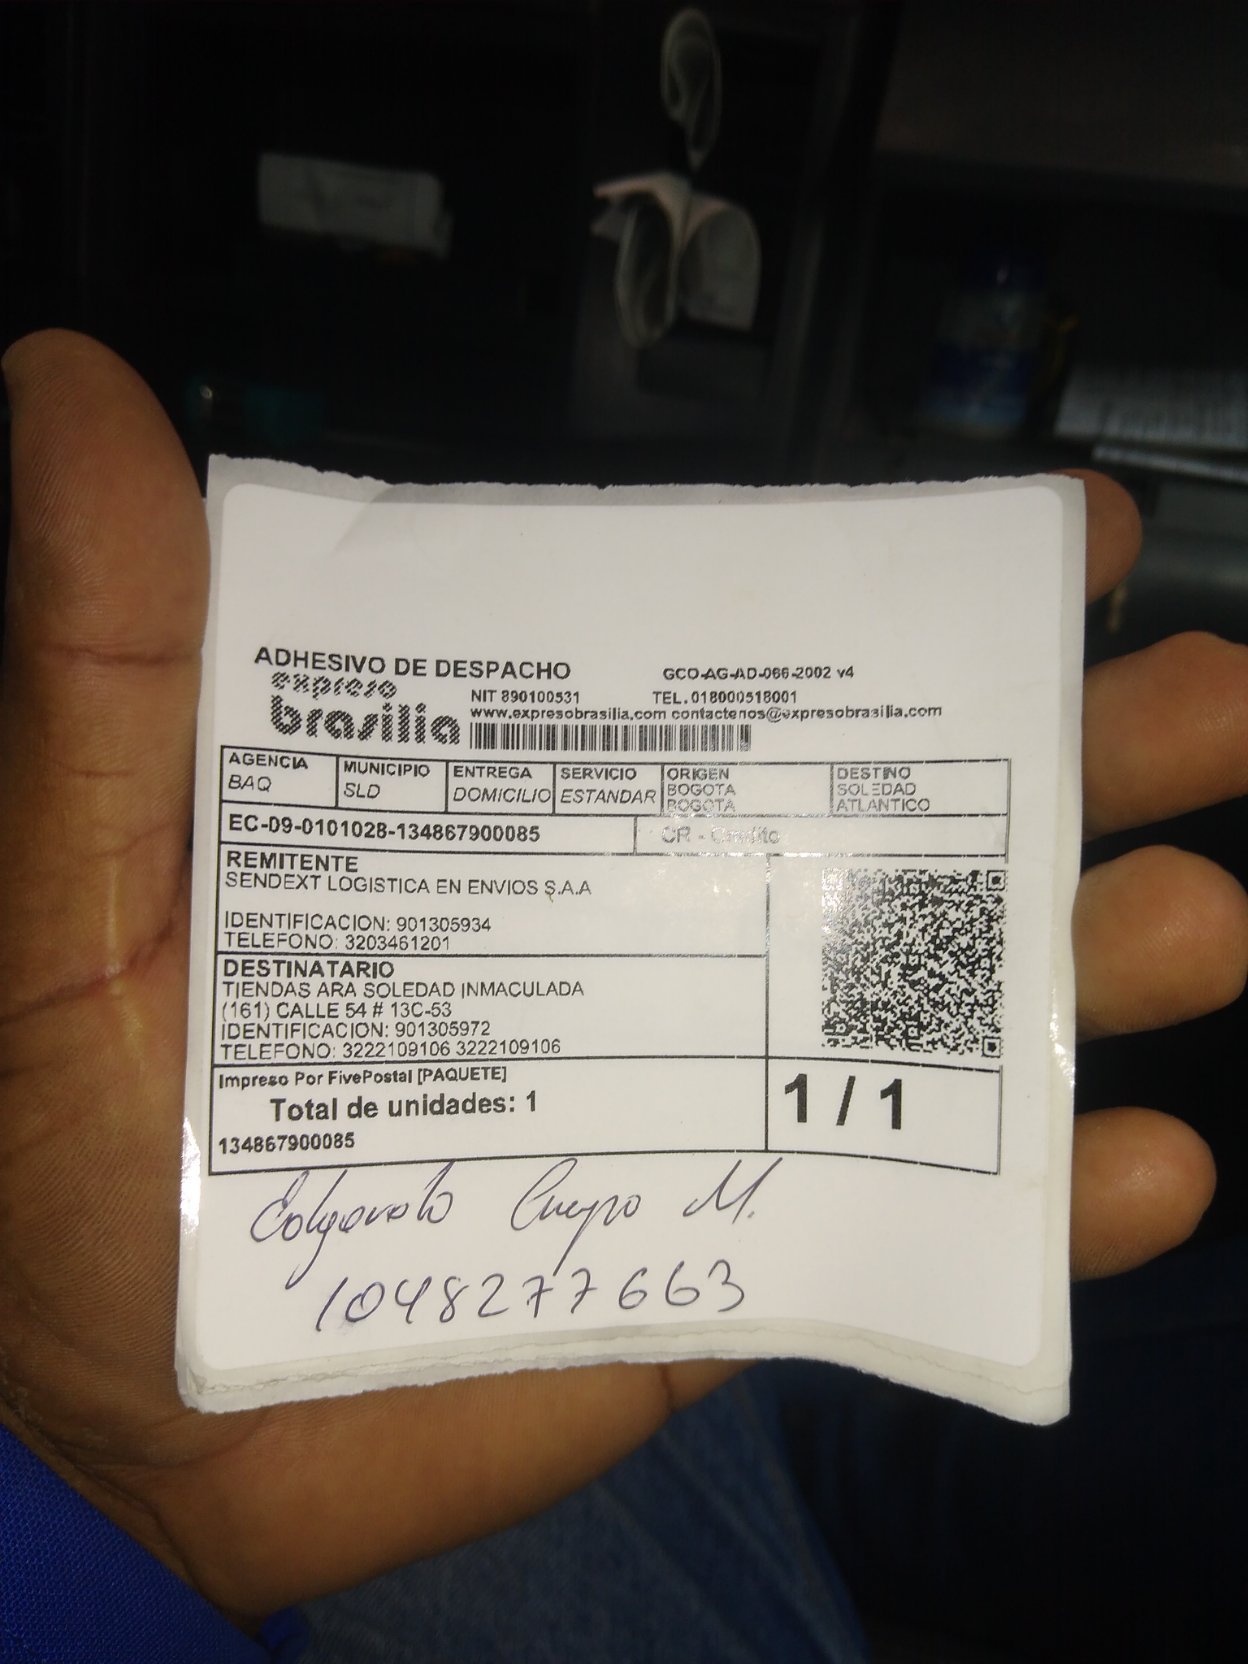 ADHESIVO DE DESPACHO GCO-AG-AD-066-2002 v4
expreso
brasilia
NIT 890100531 TEL. 018000518001
www.expresobrasilia.com contactenos@expresobrasilia.com
AGENCIA MUNICIPIO ENTREGA SERVICIO ORIGEN DESTINO
BAQ SLD DOMICILIO ESTANDAR BOGOTA SOLEDAD
BOGOTA ATLANTICO
EC-09-0101028-134867900085 CR - Credito
REMITENTE
SENDEXT LOGISTICA EN ENVIOS S.A.A
IDENTIFICACION: 901305934
TELEFONO: 3203461201
DESTINATARIO
TIENDAS ARA SOLEDAD INMACULADA
(161) CALLE 54 # 13C-53
IDENTIFICACION: 901305972
TELEFONO: 3222109106 3222109106
Impreso Por FivePostal [PAQUETE]
Total de unidades: 1
1 / 1
134867900085
M.
1048277663